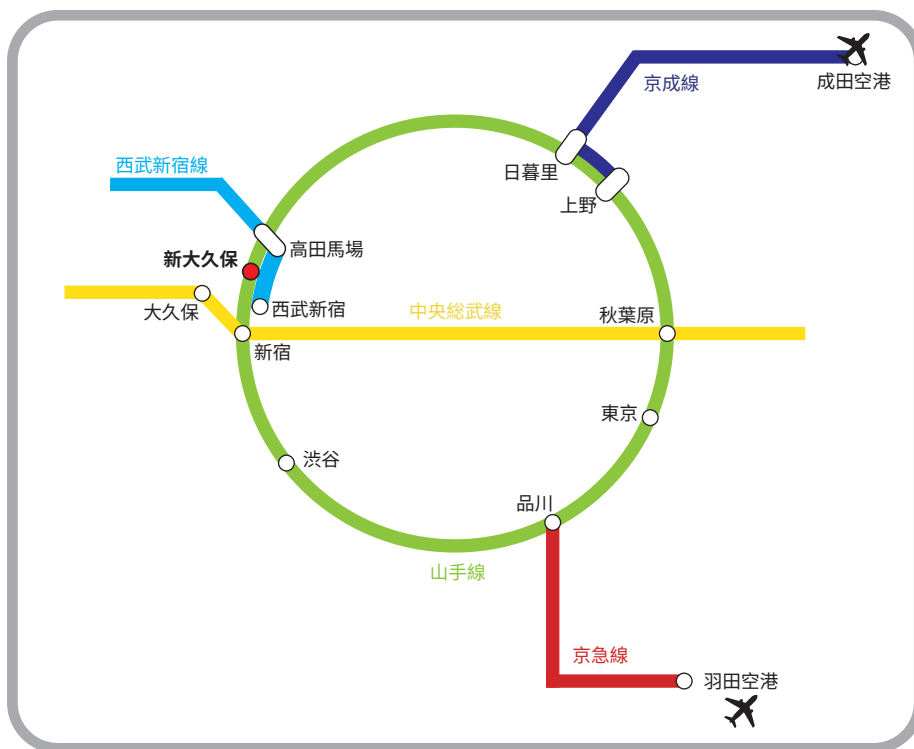 成田空港
京成線
日暮里
上野
西武新宿線
高田馬場
新大久保
大久保
西武新宿
中央総武線
秋葉原
新宿
東京
渋谷
品川
山手線
京急線
羽田空港